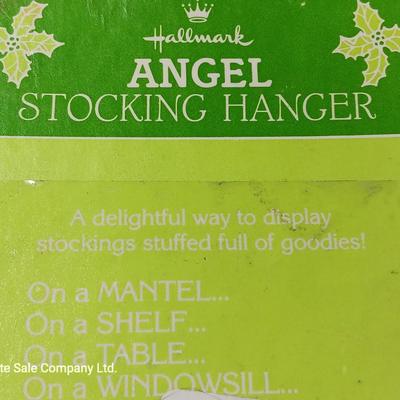 Hallmark
ANGEL
STOCKING HANGER
A delightful way to display
stockings stuffed full of goodies!
On a MANTEL...
On a SHELF...
On a TABLE...
On a WINDOWSILL...
te Sale Company Ltd.